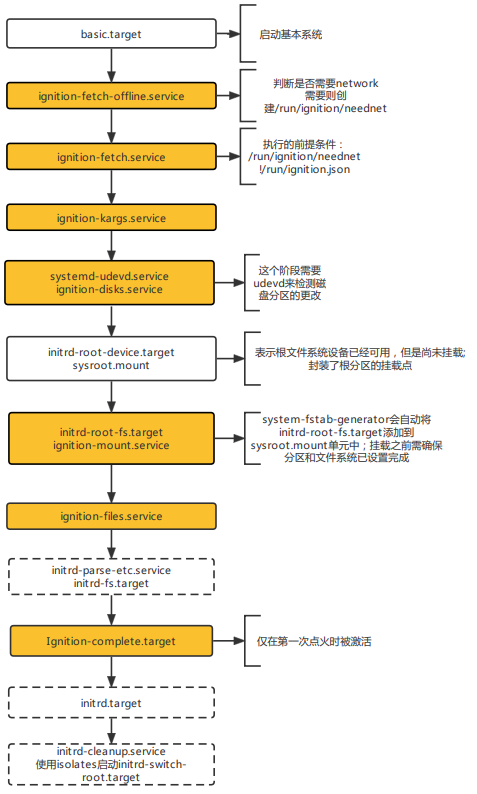 basic.target
启动基本系统
ignition-fetch-offline.service
判断是否需要network
需要则创
建/run/ignition/neednet
ignition-fetch.service
执行的前提条件：
/run/ignition/neednet
!/run/ignition.json
ignition-kargs.service
systemd-udevd.service
ignition-disks.service
这个阶段需要
udevd来检测磁
盘分区的更改
initrd-root-device.target
sysroot.mount
表示根文件系统设备已经可用，但是尚未挂载;
封装了根分区的挂载点
initrd-root-fs.target
ignition-mount.service
system-fstab-generator会自动将
initrd-root-fs.target添加到
sysroot.mount单元中；挂载之前需确保
分区和文件系统已设置完成
ignition-files.service
initrd-parse-etc.service
initrd-fs.target
Ignition-complete.target
仅在第一次点火时被激活
initrd.target
initrd-cleanup.service
使用isolates启动initrd-switch-
root.target